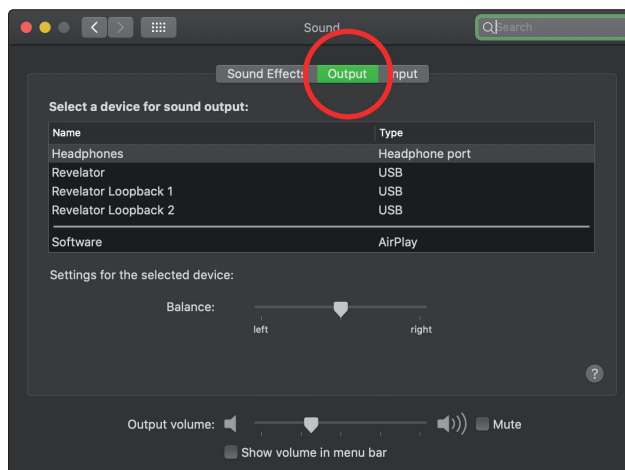 Sound
Search
Sound Effects Output Input
Select a device for sound output:
Name Type
Headphones Headphone port
Revelator USB
Revelator Loopback 1 USB
Revelator Loopback 2 USB
Software AirPlay
Settings for the selected device:
Balance:
left right
?
Output volume: Mute
Show volume in menu bar